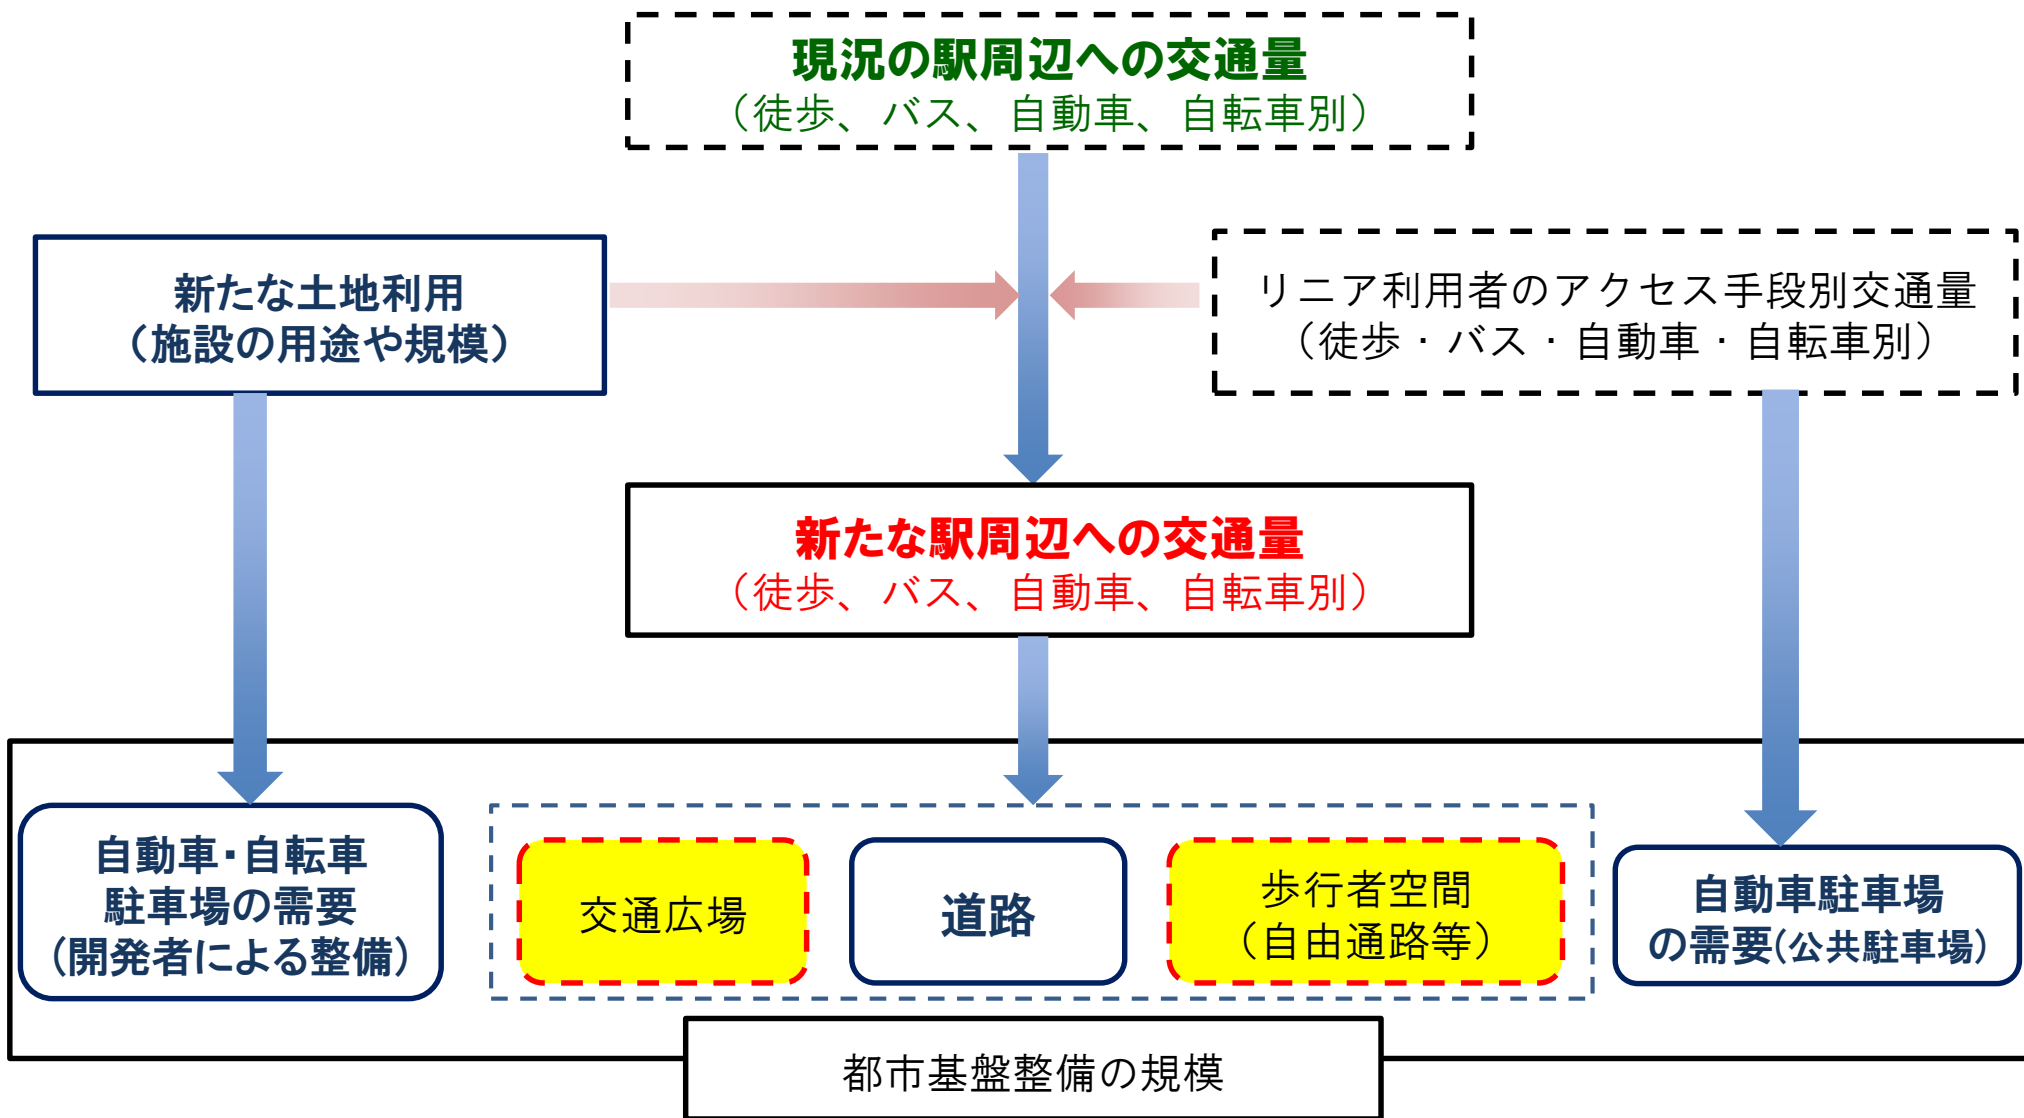 現況の駅周辺への交通量
（徒歩、バス、自動車、自転車別）
新たな土地利用
（施設の用途や規模）
リニア利用者のアクセス手段別交通量
（徒歩・バス・自動車・自転車別）
新たな駅周辺への交通量
（徒歩、バス、自動車、自転車別）
自動車・自転車
駐車場の需要
（開発者による整備）
交通広場
道路
歩行者空間
（自由通路等）
自動車駐車場
の需要（公共駐車場）
都市基盤整備の規模